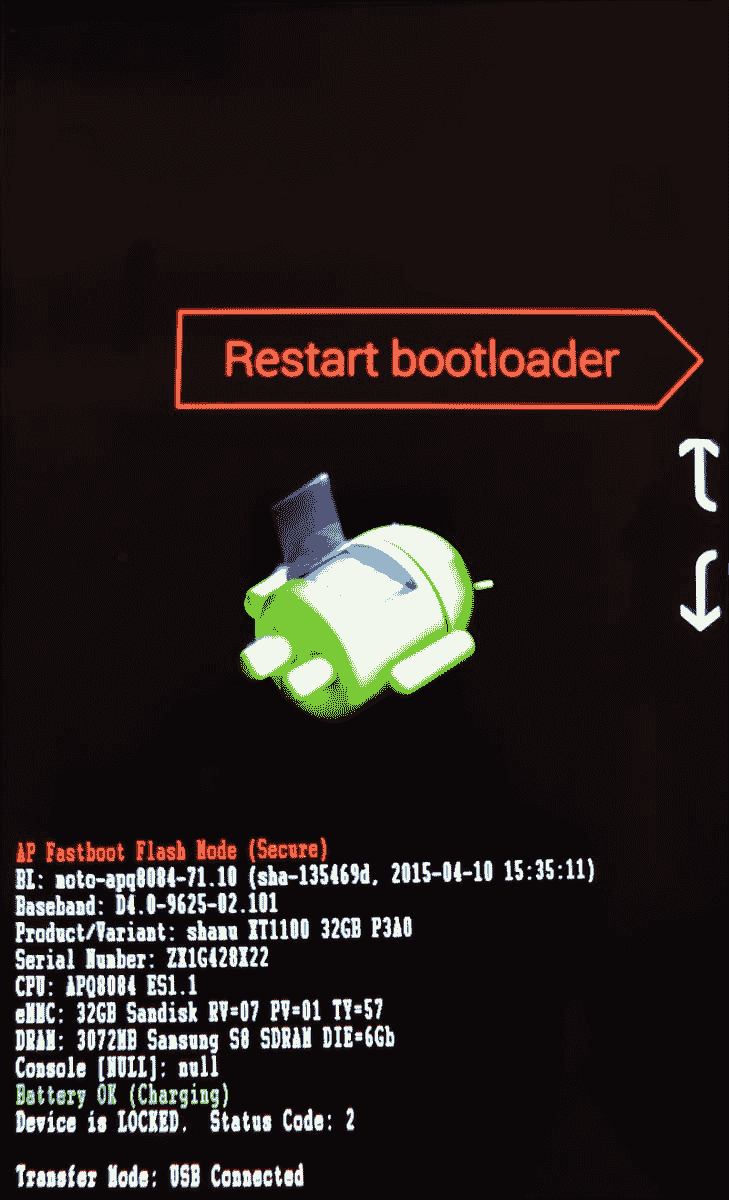 Restart bootloader
AP Fastboot Flash Mode (Secure)
BL: moto-apq8084-71.10 (sha-135469d, 2015-04-10 15:35:11)
Baseband: D4.0-9625-02.101
Product/Variant: shamu XT1100 32GB P3A0
Serial Number: ZX1G428X22
CPU: APQ8084 ES1.1
eMMC: 32GB Sandisk RV=07 PV=01 TY=57
DRAM: 3072MB Samsung S8 SDRAM DIE=6Gb
Console [NULL]: null
Battery OK (Charging)
Device is LOCKED. Status Code: 2
Transfer Mode: USB Connected